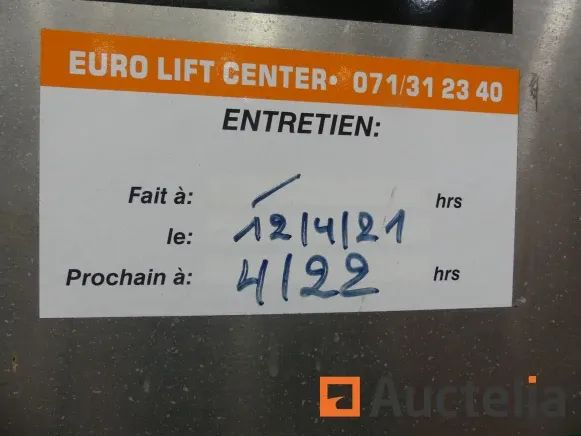 EURO LIFT CENTER• 071/31 23 40
ENTRETIEN:
Fait à: / hrs
le: 12/4/21
Prochain à: 4/22 hrs
Auctelia